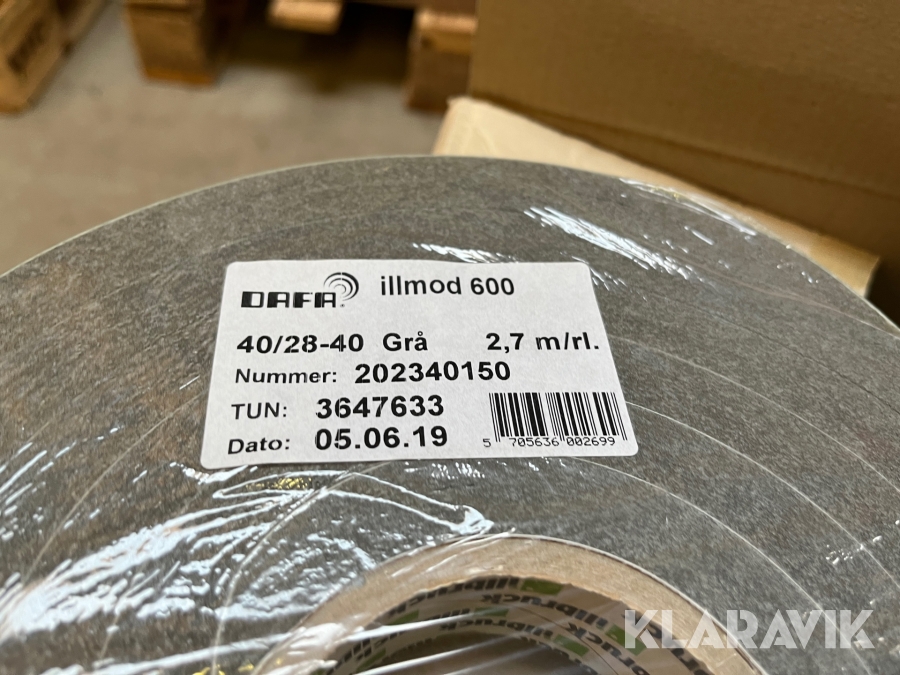 DAFA® illmod 600
40/28-40 Grå 2,7 m/rl.
Nummer: 202340150
TUN: 3647633
Dato: 05.06.19
5 705636 002699
illbruck
KLARAVIK